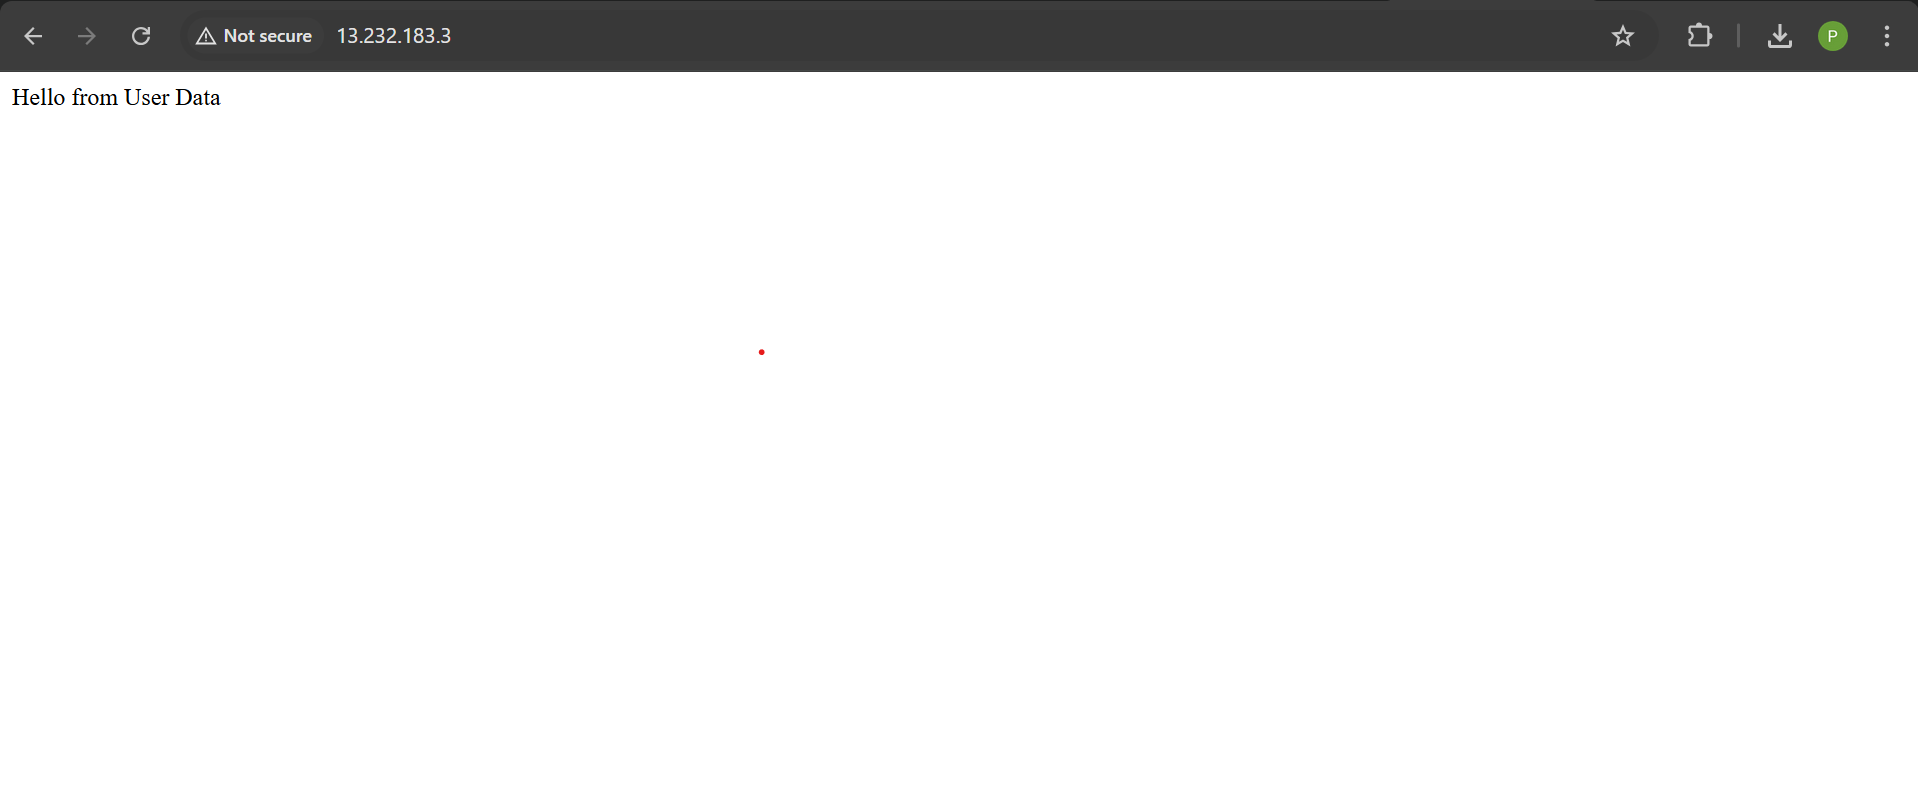 Not secure 13.232.183.3
P
Hello from User Data